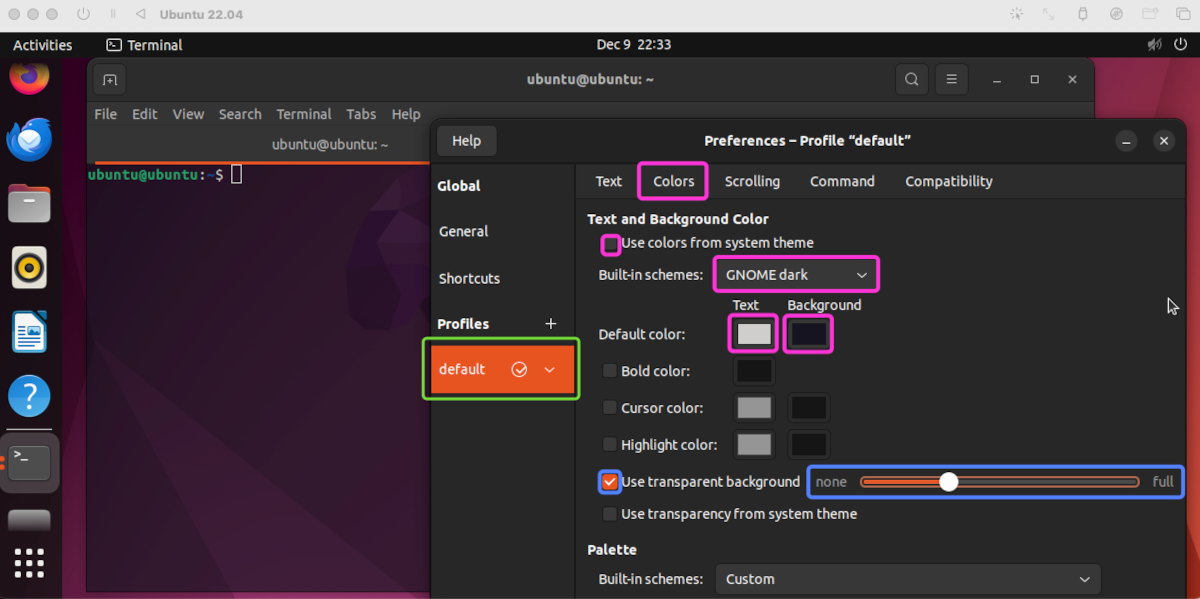 Ubuntu 22.04
Activities
Terminal
Dec 9 22:33
ubuntu@ubuntu: ~
File Edit View Search Terminal Tabs Help
ubuntu@ubuntu: ~
ubuntu@ubuntu:~$
Help
Preferences – Profile “default”
Global
General
Shortcuts
Profiles +
default
Text Colors Scrolling Command Compatibility
Text and Background Color
Use colors from system theme
Built-in schemes: GNOME dark
Text Background
Default color:
Bold color:
Cursor color:
Highlight color:
Use transparent background none full
Use transparency from system theme
Palette
Built-in schemes: Custom